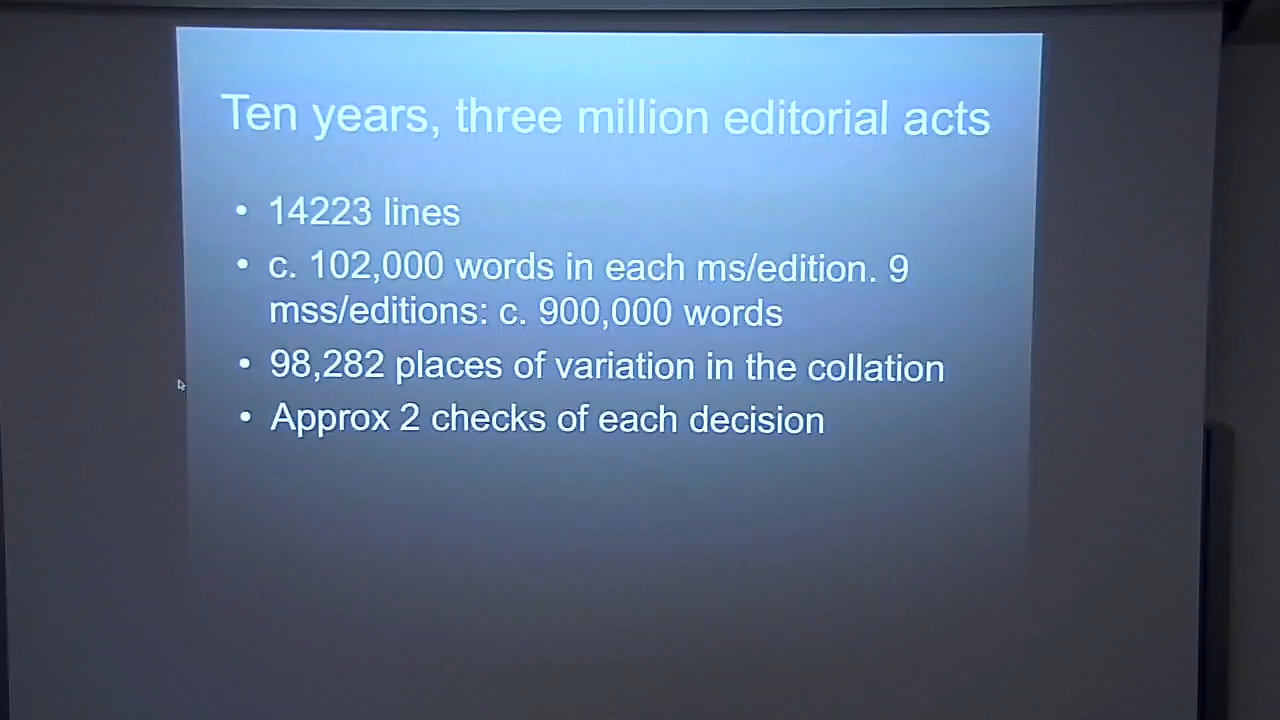 Ten years, three million editorial acts
• 14223 lines
• c. 102,000 words in each ms/edition. 9
mss/editions: c. 900,000 words
• 98,282 places of variation in the collation
• Approx 2 checks of each decision